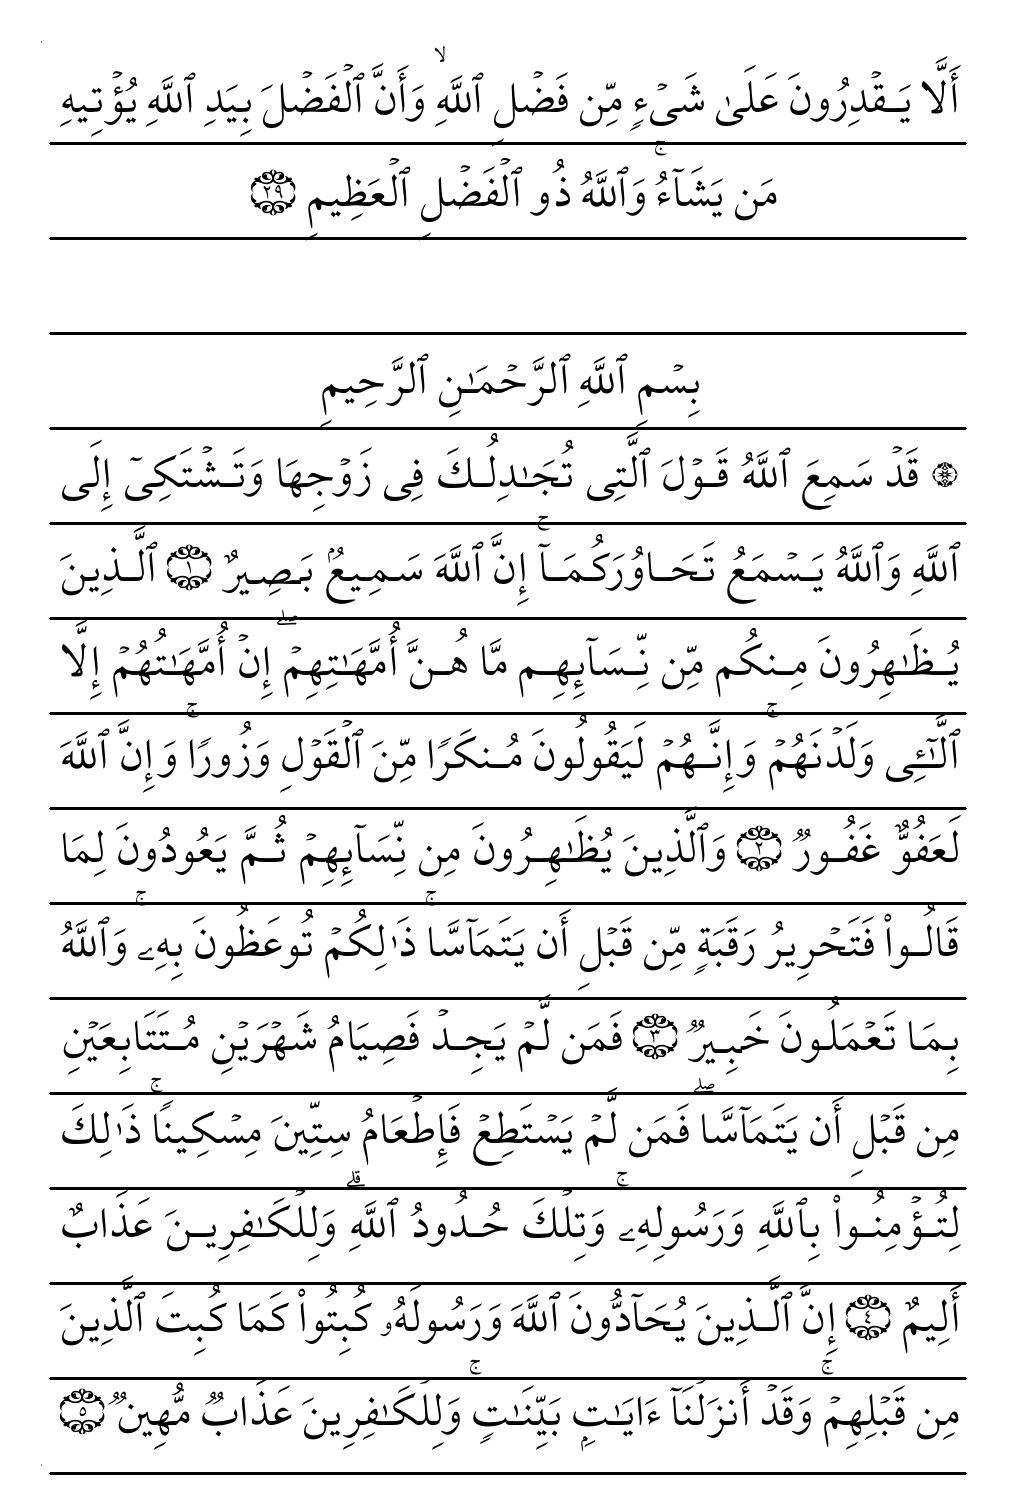 أَلَّا يَقۡدِرُونَ عَلَىٰ شَيۡءٖ مِّن فَضۡلِ ٱللَّهِ ۙ وَأَنَّ ٱلۡفَضۡلَ بِيَدِ ٱللَّهِ يُؤۡتِيهِ
مَن يَشَآءُۚ وَٱللَّهُ ذُو ٱلۡفَضۡلِ ٱلۡعَظِيمِ ۝٢٩
بِسۡمِ ٱللَّهِ ٱلرَّحۡمَٰنِ ٱلرَّحِيمِ
۞ قَدۡ سَمِعَ ٱللَّهُ قَوۡلَ ٱلَّتِي تُجَٰدِلُكَ فِي زَوۡجِهَا وَتَشۡتَكِيٓ إِلَى
ٱللَّهِ وَٱللَّهُ يَسۡمَعُ تَحَاوُرَكُمَآۚ إِنَّ ٱللَّهَ سَمِيعُۢ بَصِيرٌ ۝١ ٱلَّذِينَ
يُظَٰهِرُونَ مِنكُم مِّن نِّسَآئِهِم مَّا هُنَّ أُمَّهَٰتِهِمۡۖ إِنۡ أُمَّهَٰتُهُمۡ إِلَّا
ٱلَّٰٓـِٔي وَلَدۡنَهُمۡۚ وَإِنَّهُمۡ لَيَقُولُونَ مُنكَرٗا مِّنَ ٱلۡقَوۡلِ وَزُورٗاۚ وَإِنَّ ٱللَّهَ
لَعَفُوٌّ غَفُورٞ ۝٢ وَٱلَّذِينَ يُظَٰهِرُونَ مِن نِّسَآئِهِمۡ ثُمَّ يَعُودُونَ لِمَا
قَالُواْ فَتَحۡرِيرُ رَقَبَةٖ مِّن قَبۡلِ أَن يَتَمَآسَّاۚ ذَٰلِكُمۡ تُوعَظُونَ بِهِۦۚ وَٱللَّهُ
بِمَا تَعۡمَلُونَ خَبِيرٞ ۝٣ فَمَن لَّمۡ يَجِدۡ فَصِيَامُ شَهۡرَيۡنِ مُتَتَابِعَيۡنِ
مِن قَبۡلِ أَن يَتَمَآسَّاۖ فَمَن لَّمۡ يَسۡتَطِعۡ فَإِطۡعَامُ سِتِّينَ مِسۡكِينٗاۚ ذَٰلِكَ
لِتُؤۡمِنُواْ بِٱللَّهِ وَرَسُولِهِۦۚ وَتِلۡكَ حُدُودُ ٱللَّهِۗ وَلِلۡكَٰفِرِينَ عَذَابٌ
أَلِيمٌ ۝٤ إِنَّ ٱلَّذِينَ يُحَآدُّونَ ٱللَّهَ وَرَسُولَهُۥ كُبِتُواْ كَمَا كُبِتَ ٱلَّذِينَ
مِن قَبۡلِهِمۡۚ وَقَدۡ أَنزَلۡنَآ ءَايَٰتِۭ بَيِّنَٰتٖۚ وَلِلۡكَٰفِرِينَ عَذَابٞ مُّهِينٞ ۝٥